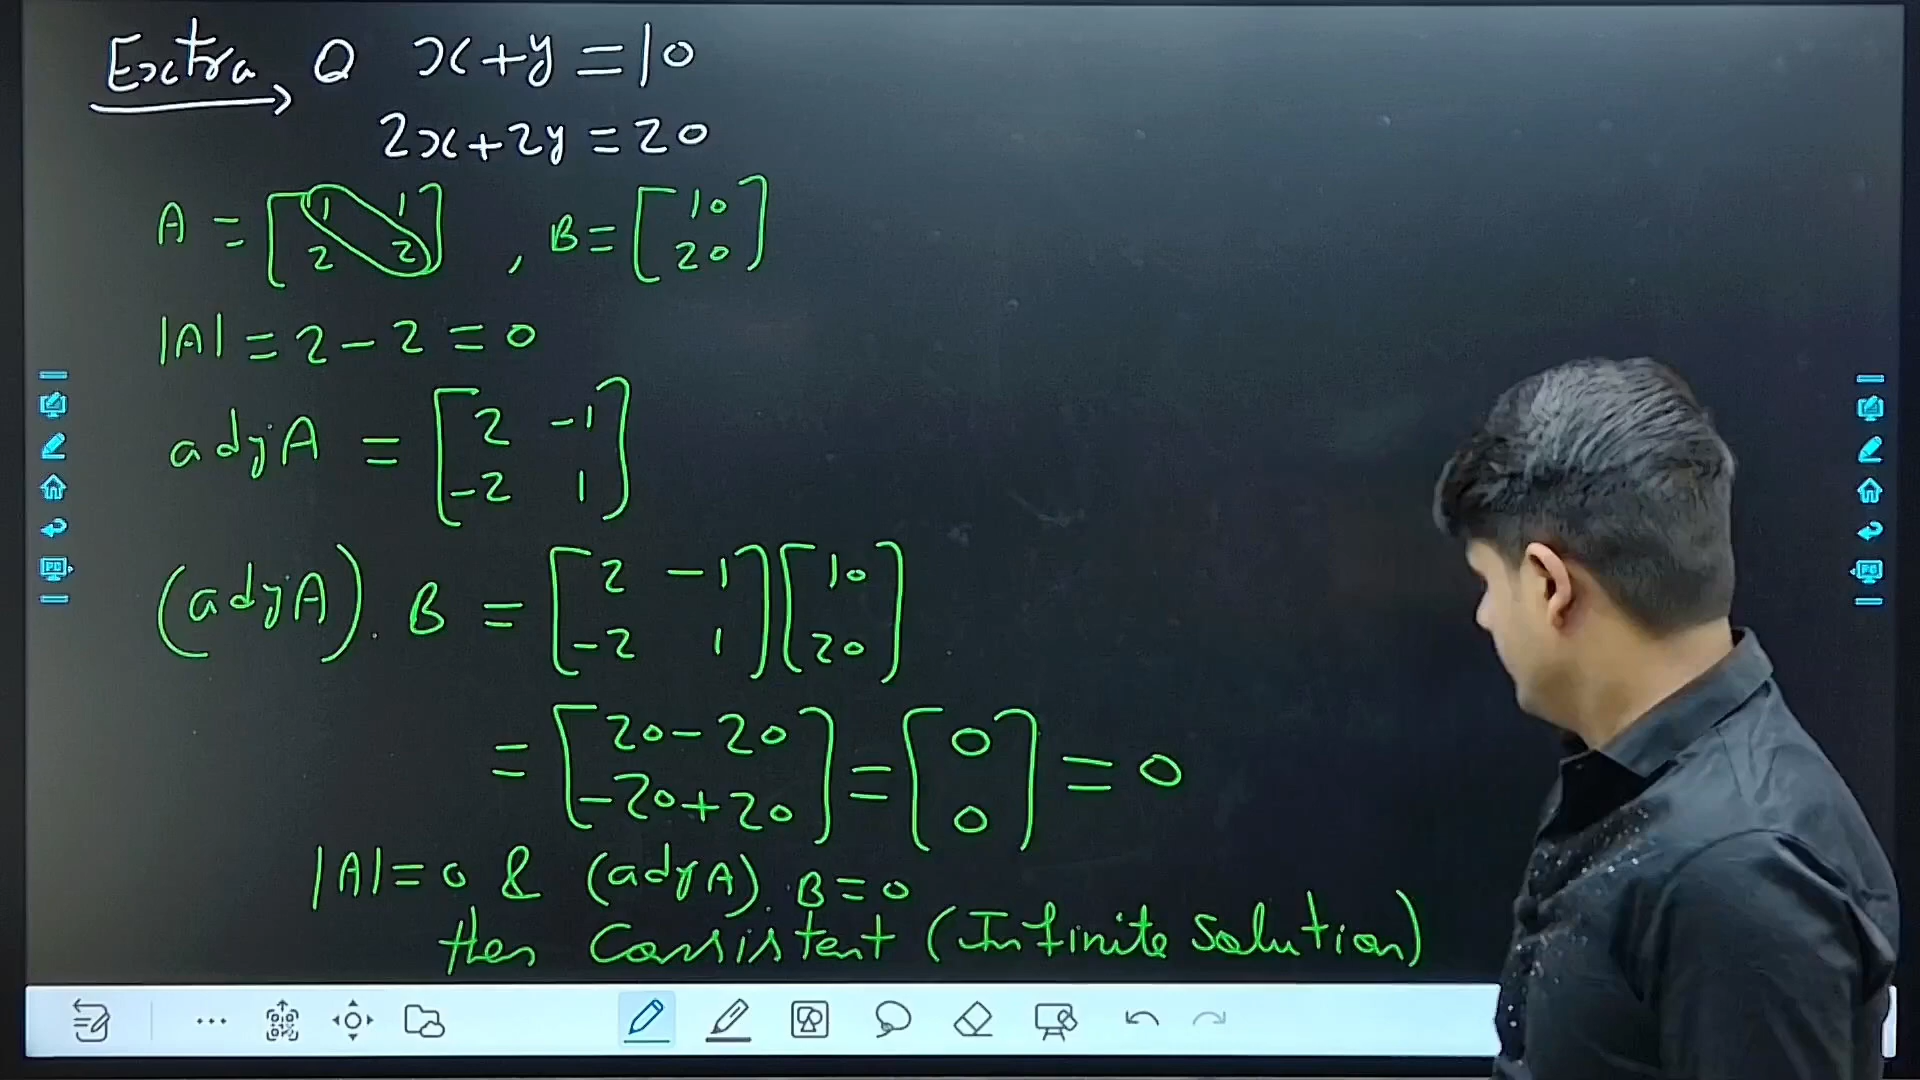 Extra Q x+y=10
2x+2y=20
A = [1 1 2 2] , B= [10 20]
|A| = 2-2 = 0
adjA = [2 -1 -2 1]
(adjA). B = [2 -1 -2 1] [10 20]
= [20-20 -20+20] = [0 0] = 0
|A|=0 & (adjA). B=0
then Consistent (Infinite Solution)